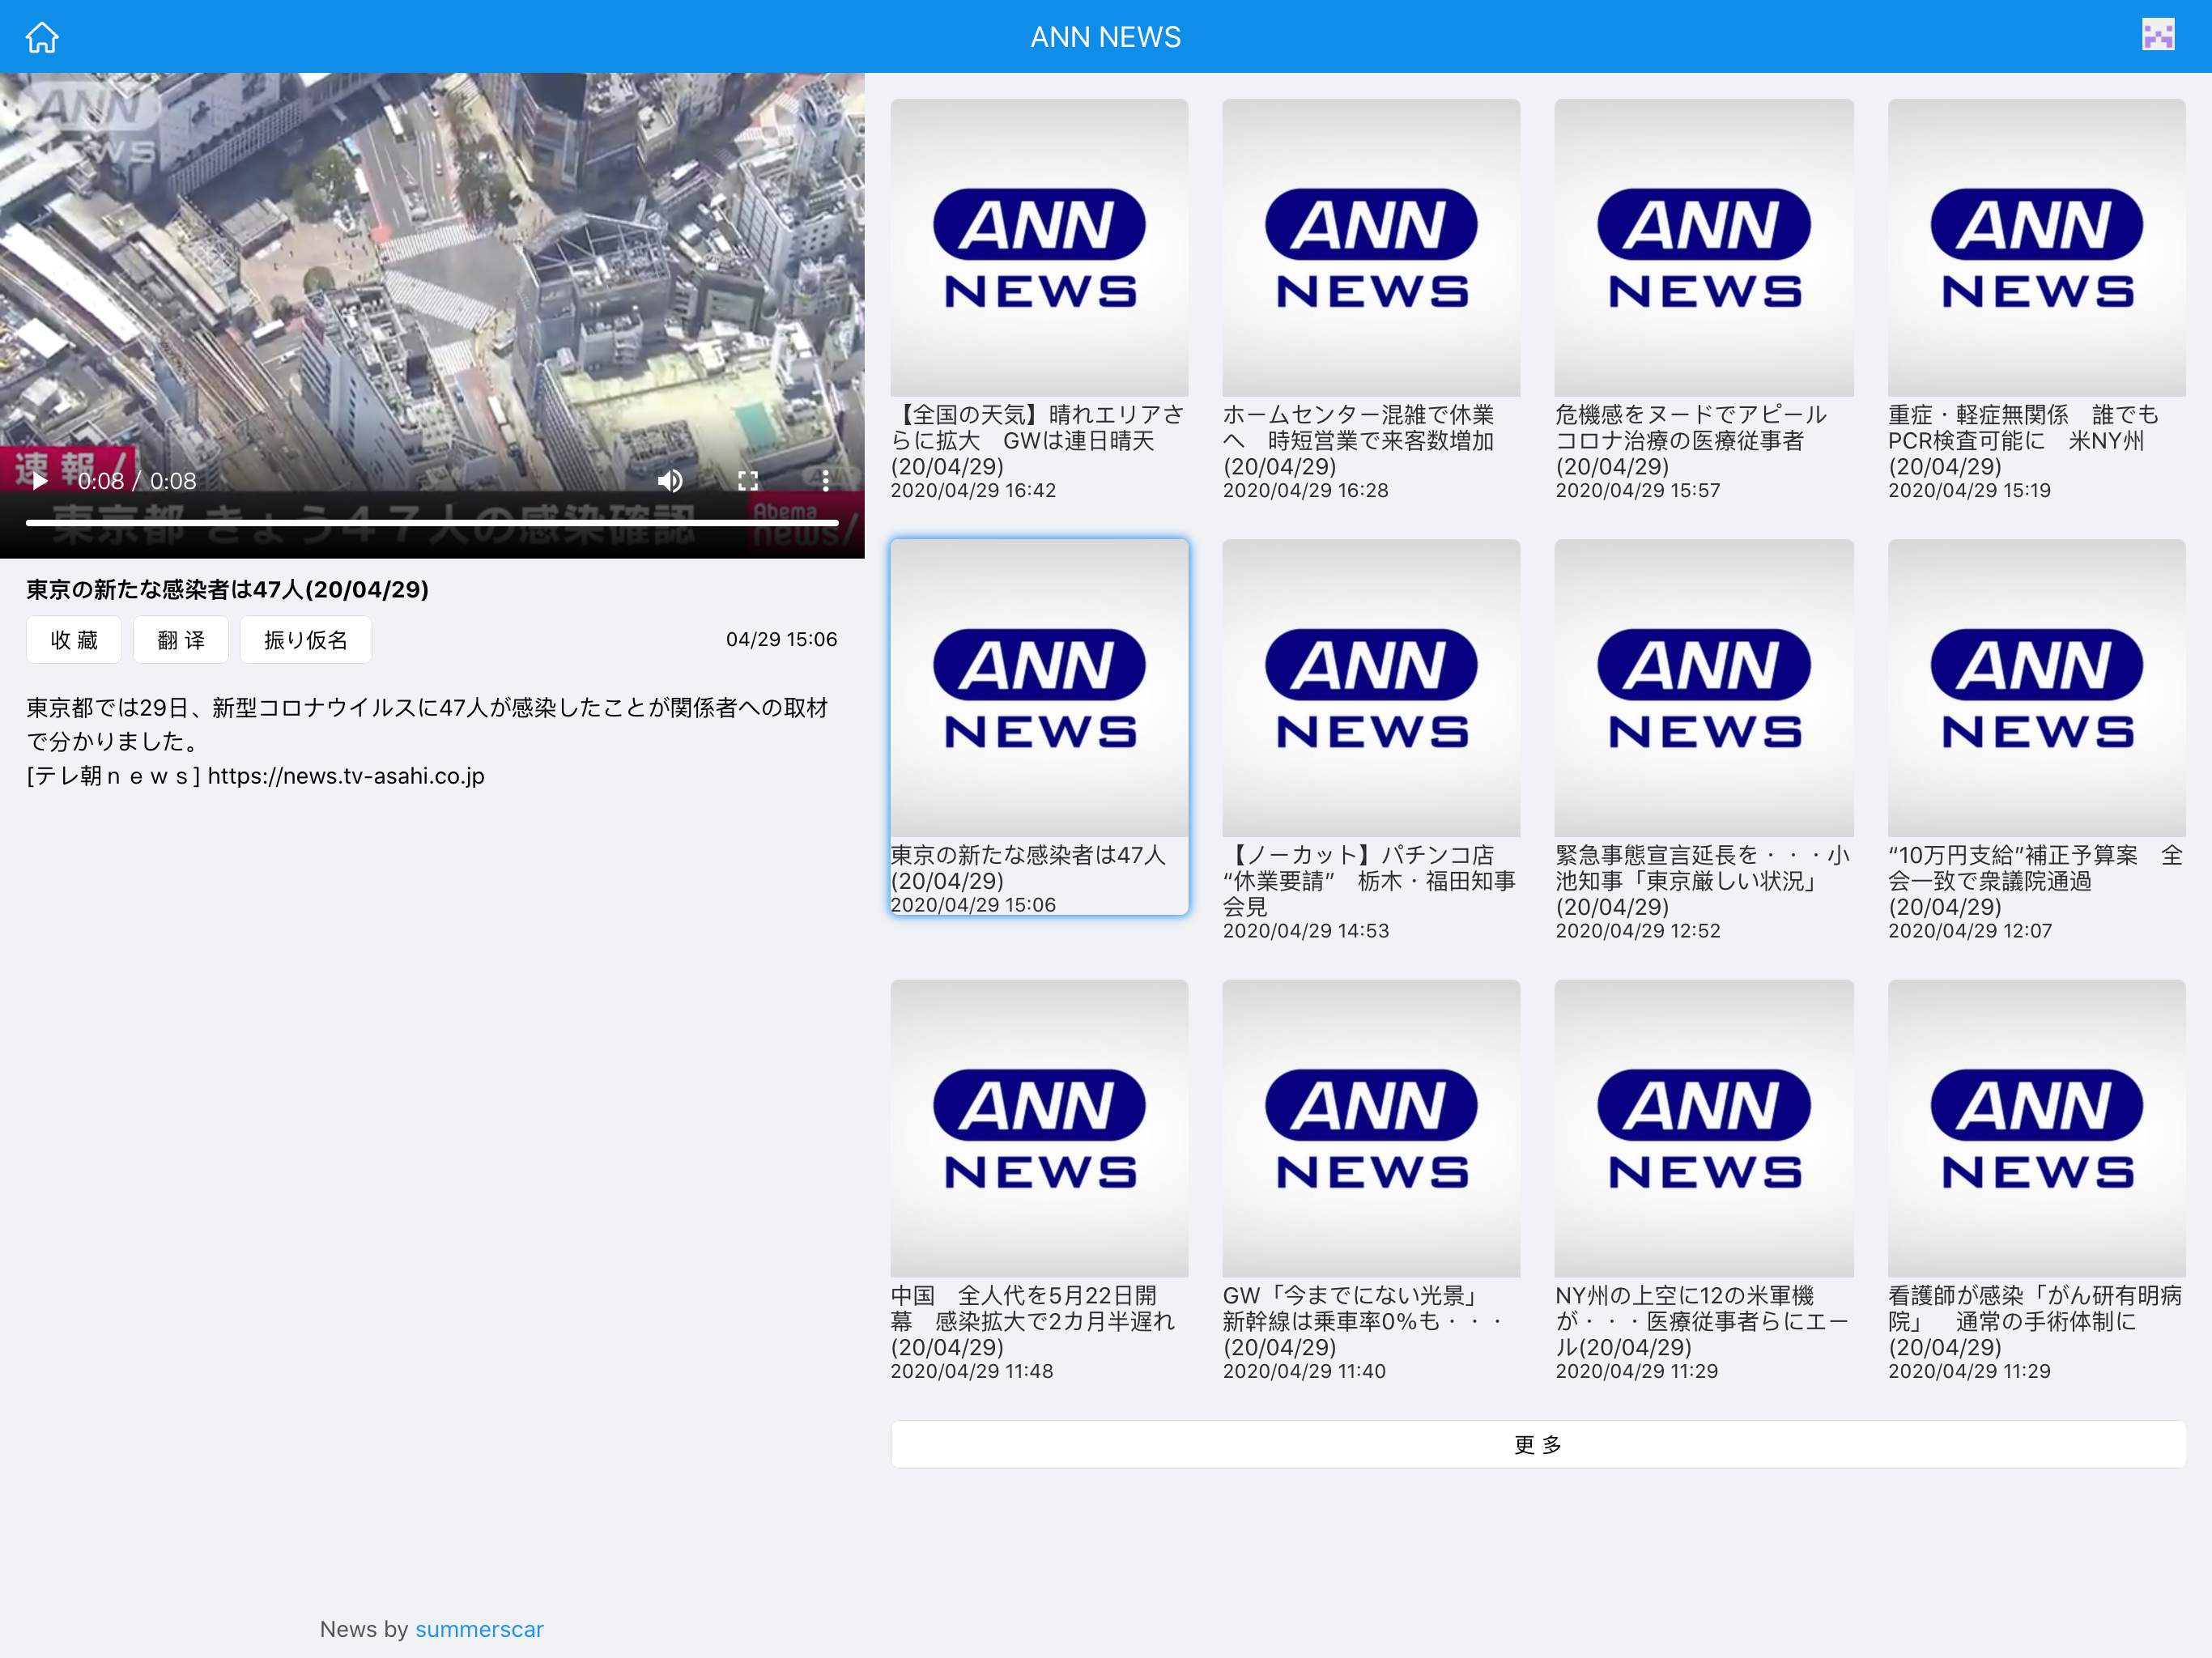 ANN NEWS
ANN
NEWS
速報/
0:08 / 0:08
東京都 きょう47人の感染確認
Abema
news/
東京の新たな感染者は47人(20/04/29)
收 藏
翻 译
振り仮名
04/29 15:06
東京都では29日、新型コロナウイルスに47人が感染したことが関係者への取材
で分かりました。
[テレ朝ｎｅｗｓ] https://news.tv-asahi.co.jp
News by summerscar
ANN
NEWS
【全国の天気】晴れエリアさ
らに拡大　GWは連日晴天
(20/04/29)
2020/04/29 16:42
ANN
NEWS
ホームセンター混雑で休業
へ　時短営業で来客数増加
(20/04/29)
2020/04/29 16:28
ANN
NEWS
危機感をヌードでアピール
コロナ治療の医療従事者
(20/04/29)
2020/04/29 15:57
ANN
NEWS
重症・軽症無関係　誰でも
PCR検査可能に　米NY州
(20/04/29)
2020/04/29 15:19
ANN
NEWS
東京の新たな感染者は47人
(20/04/29)
2020/04/29 15:06
ANN
NEWS
【ノーカット】パチンコ店
“休業要請”　栃木・福田知事
会見
2020/04/29 14:53
ANN
NEWS
緊急事態宣言延長を・・・小
池知事「東京厳しい状況」
(20/04/29)
2020/04/29 12:52
ANN
NEWS
“10万円支給”補正予算案　全
会一致で衆議院通過
(20/04/29)
2020/04/29 12:07
ANN
NEWS
中国　全人代を5月22日開
幕　感染拡大で2カ月半遅れ
(20/04/29)
2020/04/29 11:48
ANN
NEWS
GW「今までにない光景」
新幹線は乗車率0%も・・・
(20/04/29)
2020/04/29 11:40
ANN
NEWS
NY州の上空に12の米軍機
が・・・医療従事者らにエー
ル(20/04/29)
2020/04/29 11:29
ANN
NEWS
看護師が感染「がん研有明病
院」　通常の手術体制に
(20/04/29)
2020/04/29 11:29
更 多